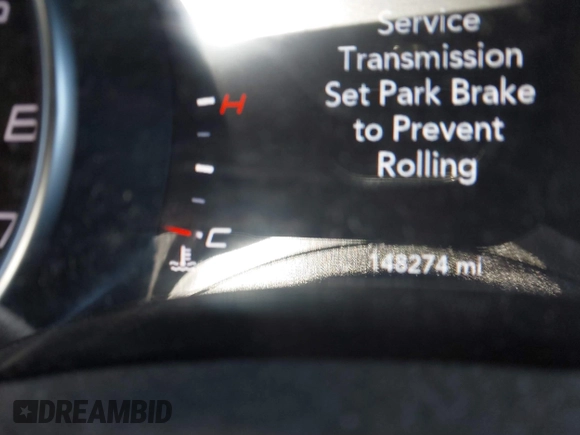 Service
Transmission
Set Park Brake
to Prevent
Rolling
H
C
148274 mi
DREAMBID